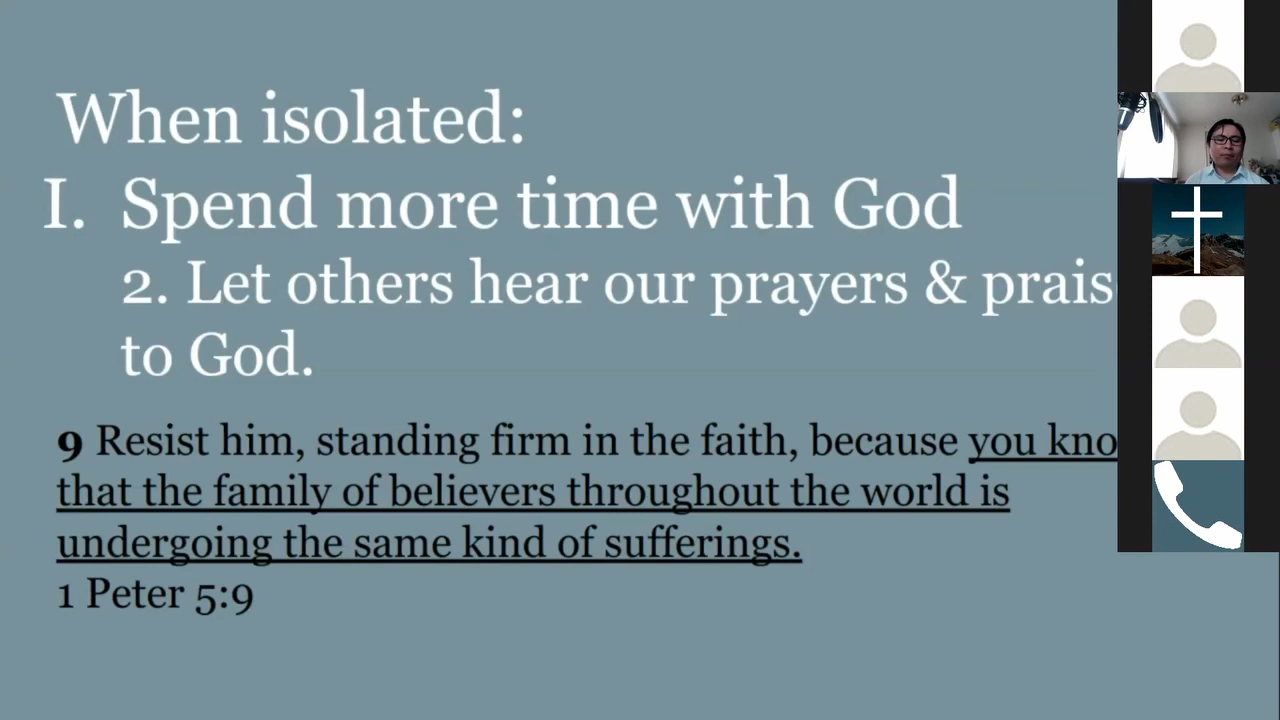 When isolated:
I. Spend more time with God
2. Let others hear our prayers & prais
to God.
9 Resist him, standing firm in the faith, because you kno
that the family of believers throughout the world is
undergoing the same kind of sufferings.
1 Peter 5:9